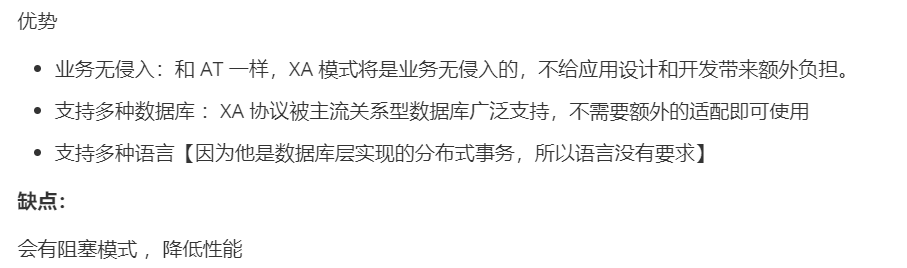 优势
业务无侵入：和 AT 一样，XA 模式将是业务无侵入的，不给应用设计和开发带来额外负担。
支持多种数据库 ：XA 协议被主流关系型数据库广泛支持，不需要额外的适配即可使用
支持多种语言【因为他是数据库层实现的分布式事务，所以语言没有要求】
缺点：
会有阻塞模式 ，降低性能